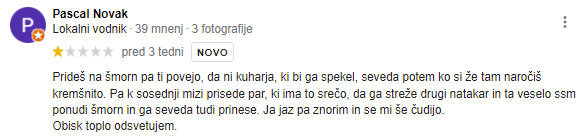 P
Pascal Novak
Lokalni vodnik · 39 mnenj · 3 fotografije
pred 3 tedni NOVO
Prideš na šmorn pa ti povejo, da ni kuharja, ki bi ga spekel, seveda potem ko si že tam naročiš
kremšnito. Pa k sosednji mizi prisede par, ki ima to srečo, da ga streže drugi natakar in ta veselo ssm
ponudi šmorn in ga seveda tudi prinese. Ja jaz pa znorim in se mi še čudijo.
Obisk toplo odsvetujem.